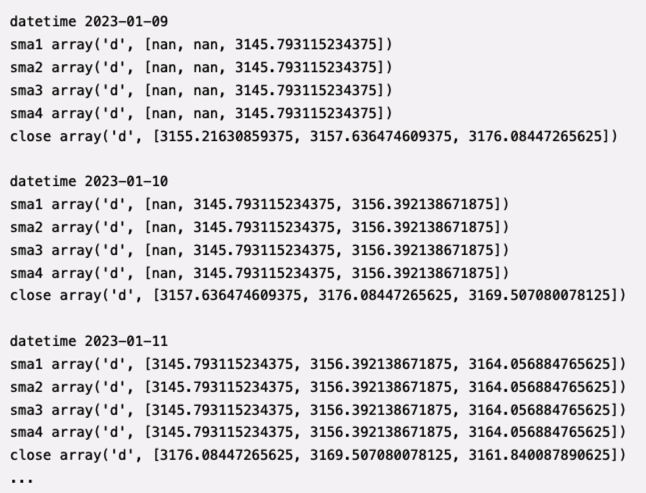 datetime 2023-01-09
sma1 array('d', [nan, nan, 3145.793115234375])
sma2 array('d', [nan, nan, 3145.793115234375])
sma3 array('d', [nan, nan, 3145.793115234375])
sma4 array('d', [nan, nan, 3145.793115234375])
close array('d', [3155.21630859375, 3157.636474609375, 3176.08447265625])
datetime 2023-01-10
sma1 array('d', [nan, 3145.793115234375, 3156.392138671875])
sma2 array('d', [nan, 3145.793115234375, 3156.392138671875])
sma3 array('d', [nan, 3145.793115234375, 3156.392138671875])
sma4 array('d', [nan, 3145.793115234375, 3156.392138671875])
close array('d', [3157.636474609375, 3176.08447265625, 3169.507080078125])
datetime 2023-01-11
sma1 array('d', [3145.793115234375, 3156.392138671875, 3164.056884765625])
sma2 array('d', [3145.793115234375, 3156.392138671875, 3164.056884765625])
sma3 array('d', [3145.793115234375, 3156.392138671875, 3164.056884765625])
sma4 array('d', [3145.793115234375, 3156.392138671875, 3164.056884765625])
close array('d', [3176.08447265625, 3169.507080078125, 3161.840087890625])
...